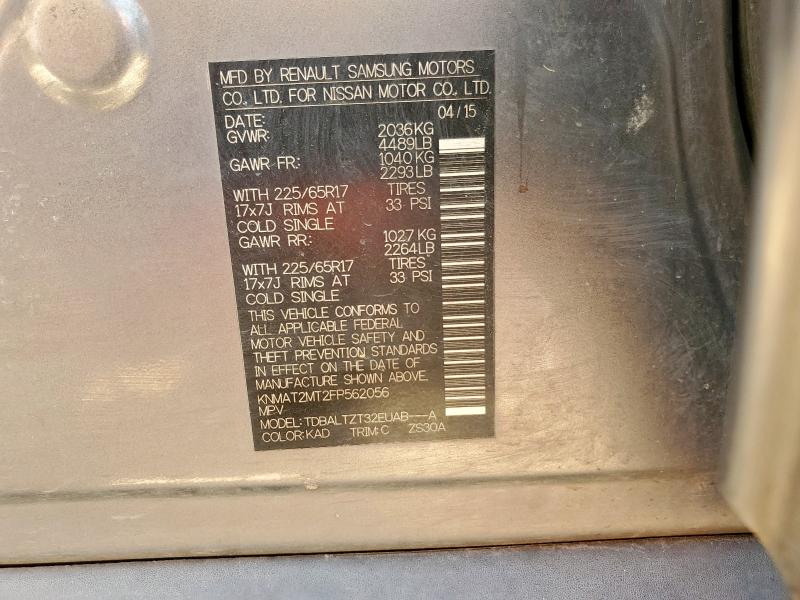 MFD BY RENAULT SAMSUNG MOTORS
CO., LTD. FOR NISSAN MOTOR CO., LTD.
DATE: 04/15
GVWR: 2036KG
4489LB
GAWR FR: 1040KG
2293LB
WITH 225/65R17 TIRES
17x7J RIMS AT 33 PSI
COLD SINGLE
GAWR RR: 1027KG
2264LB
WITH 225/65R17 TIRES
17x7J RIMS AT 33 PSI
COLD SINGLE
THIS VEHICLE CONFORMS TO
ALL APPLICABLE FEDERAL
MOTOR VEHICLE SAFETY AND
THEFT PREVENTION STANDARDS
IN EFFECT ON THE DATE OF
MANUFACTURE SHOWN ABOVE.
KNMAT2MT2FP562056
MPV
MODEL: TDBALTZT32EUAB---A
COLOR: KAD TRIM: C ZS30A